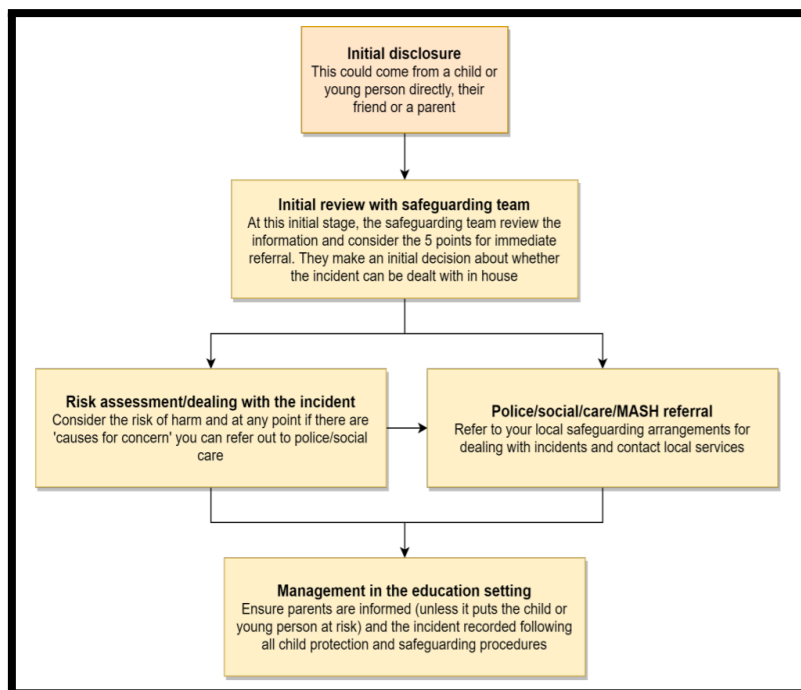 Initial disclosure
This could come from a child or
young person directly, their
friend or a parent
Initial review with safeguarding team
At this initial stage, the safeguarding team review the
information and consider the 5 points for immediate
referral. They make an initial decision about whether
the incident can be dealt with in house
Risk assessment/dealing with the incident
Consider the risk of harm and at any point if there are
'causes for concern' you can refer out to police/social
care
Police/social/care/MASH referral
Refer to your local safeguarding arrangements for
dealing with incidents and contact local services
Management in the education setting
Ensure parents are informed (unless it puts the child or
young person at risk) and the incident recorded following
all child protection and safeguarding procedures